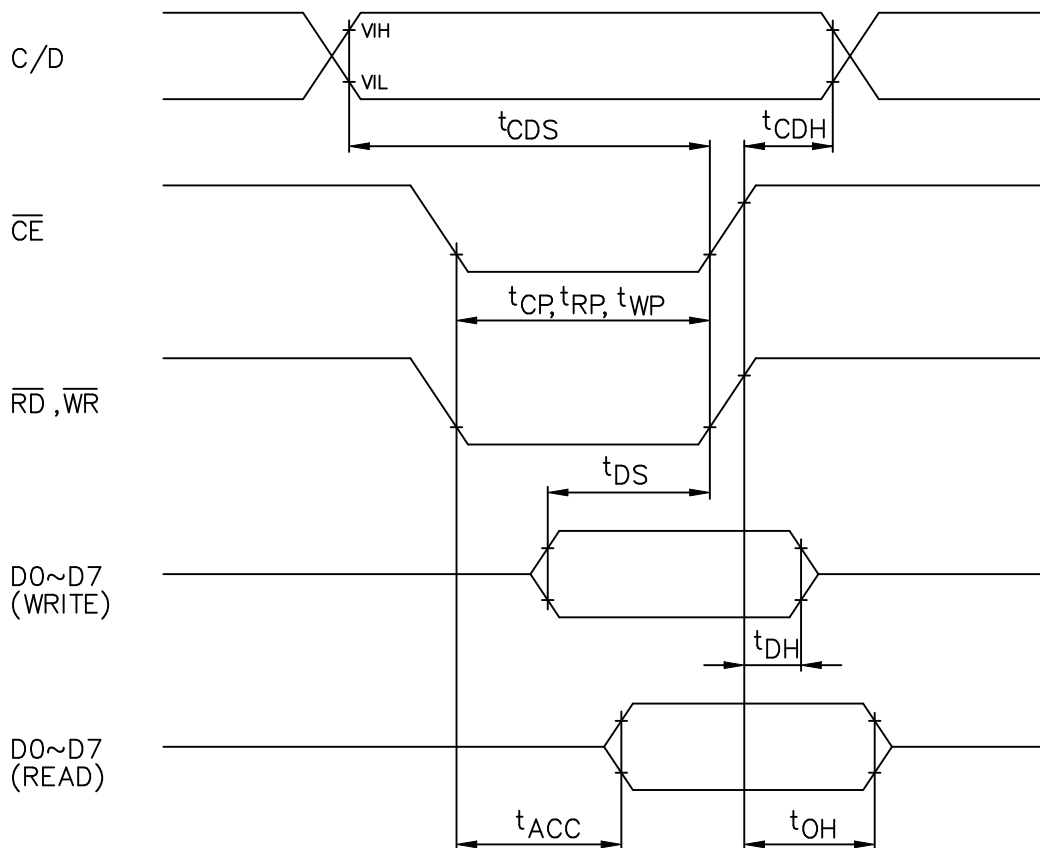 C/D
VIH
VIL
tCDS
tCDH
CE
tCP, tRP, tWP
RD ,WR
tDS
D0~D7
(WRITE)
tDH
D0~D7
(READ)
tACC
tOH